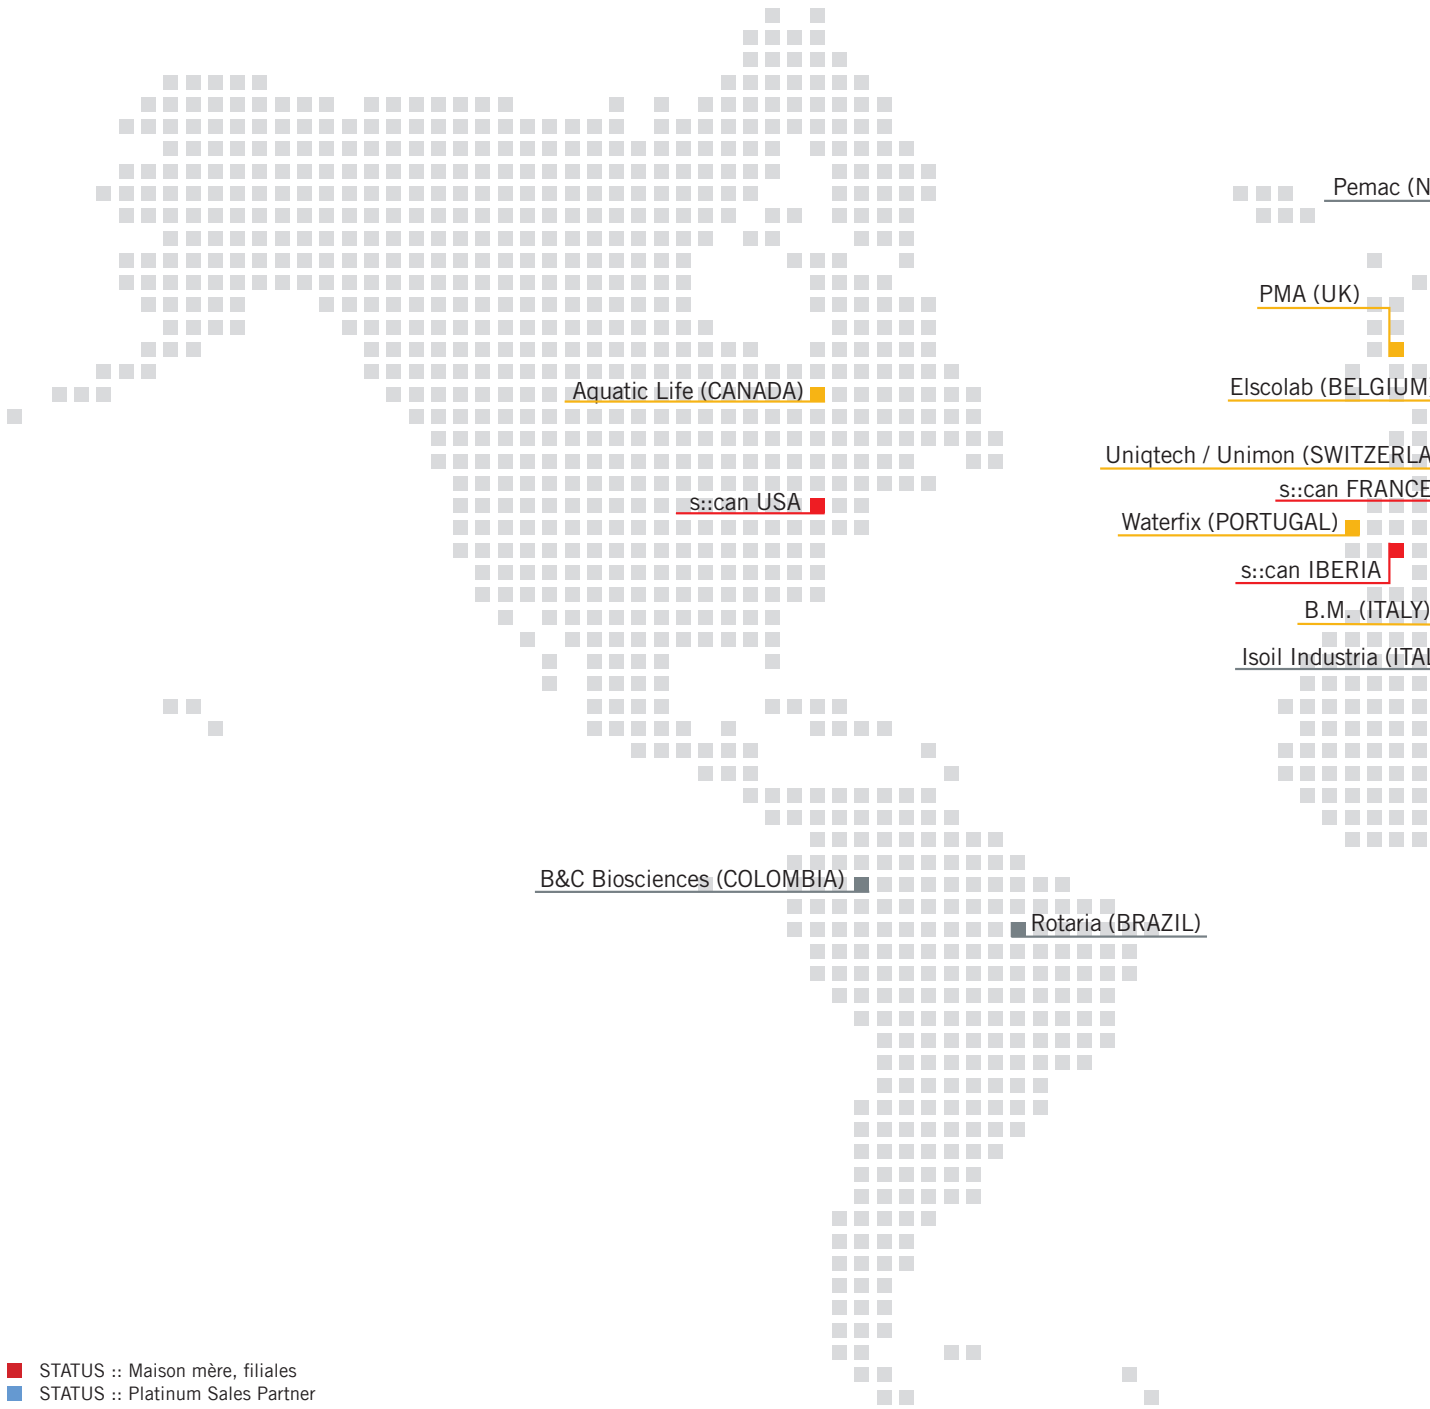 Pemac (N
PMA (UK)
Aquatic Life (CANADA)
Elscolab (BELGIUM
Uniqtech / Unimon (SWITZERLA
s::can FRANCE
s::can USA
Waterfix (PORTUGAL)
s::can IBERIA
B.M. (ITALY)
Isoil Industria (ITAL
B&C Biosciences (COLOMBIA)
Rotaria (BRAZIL)
STATUS :: Maison mère, filiales
STATUS :: Platinum Sales Partner